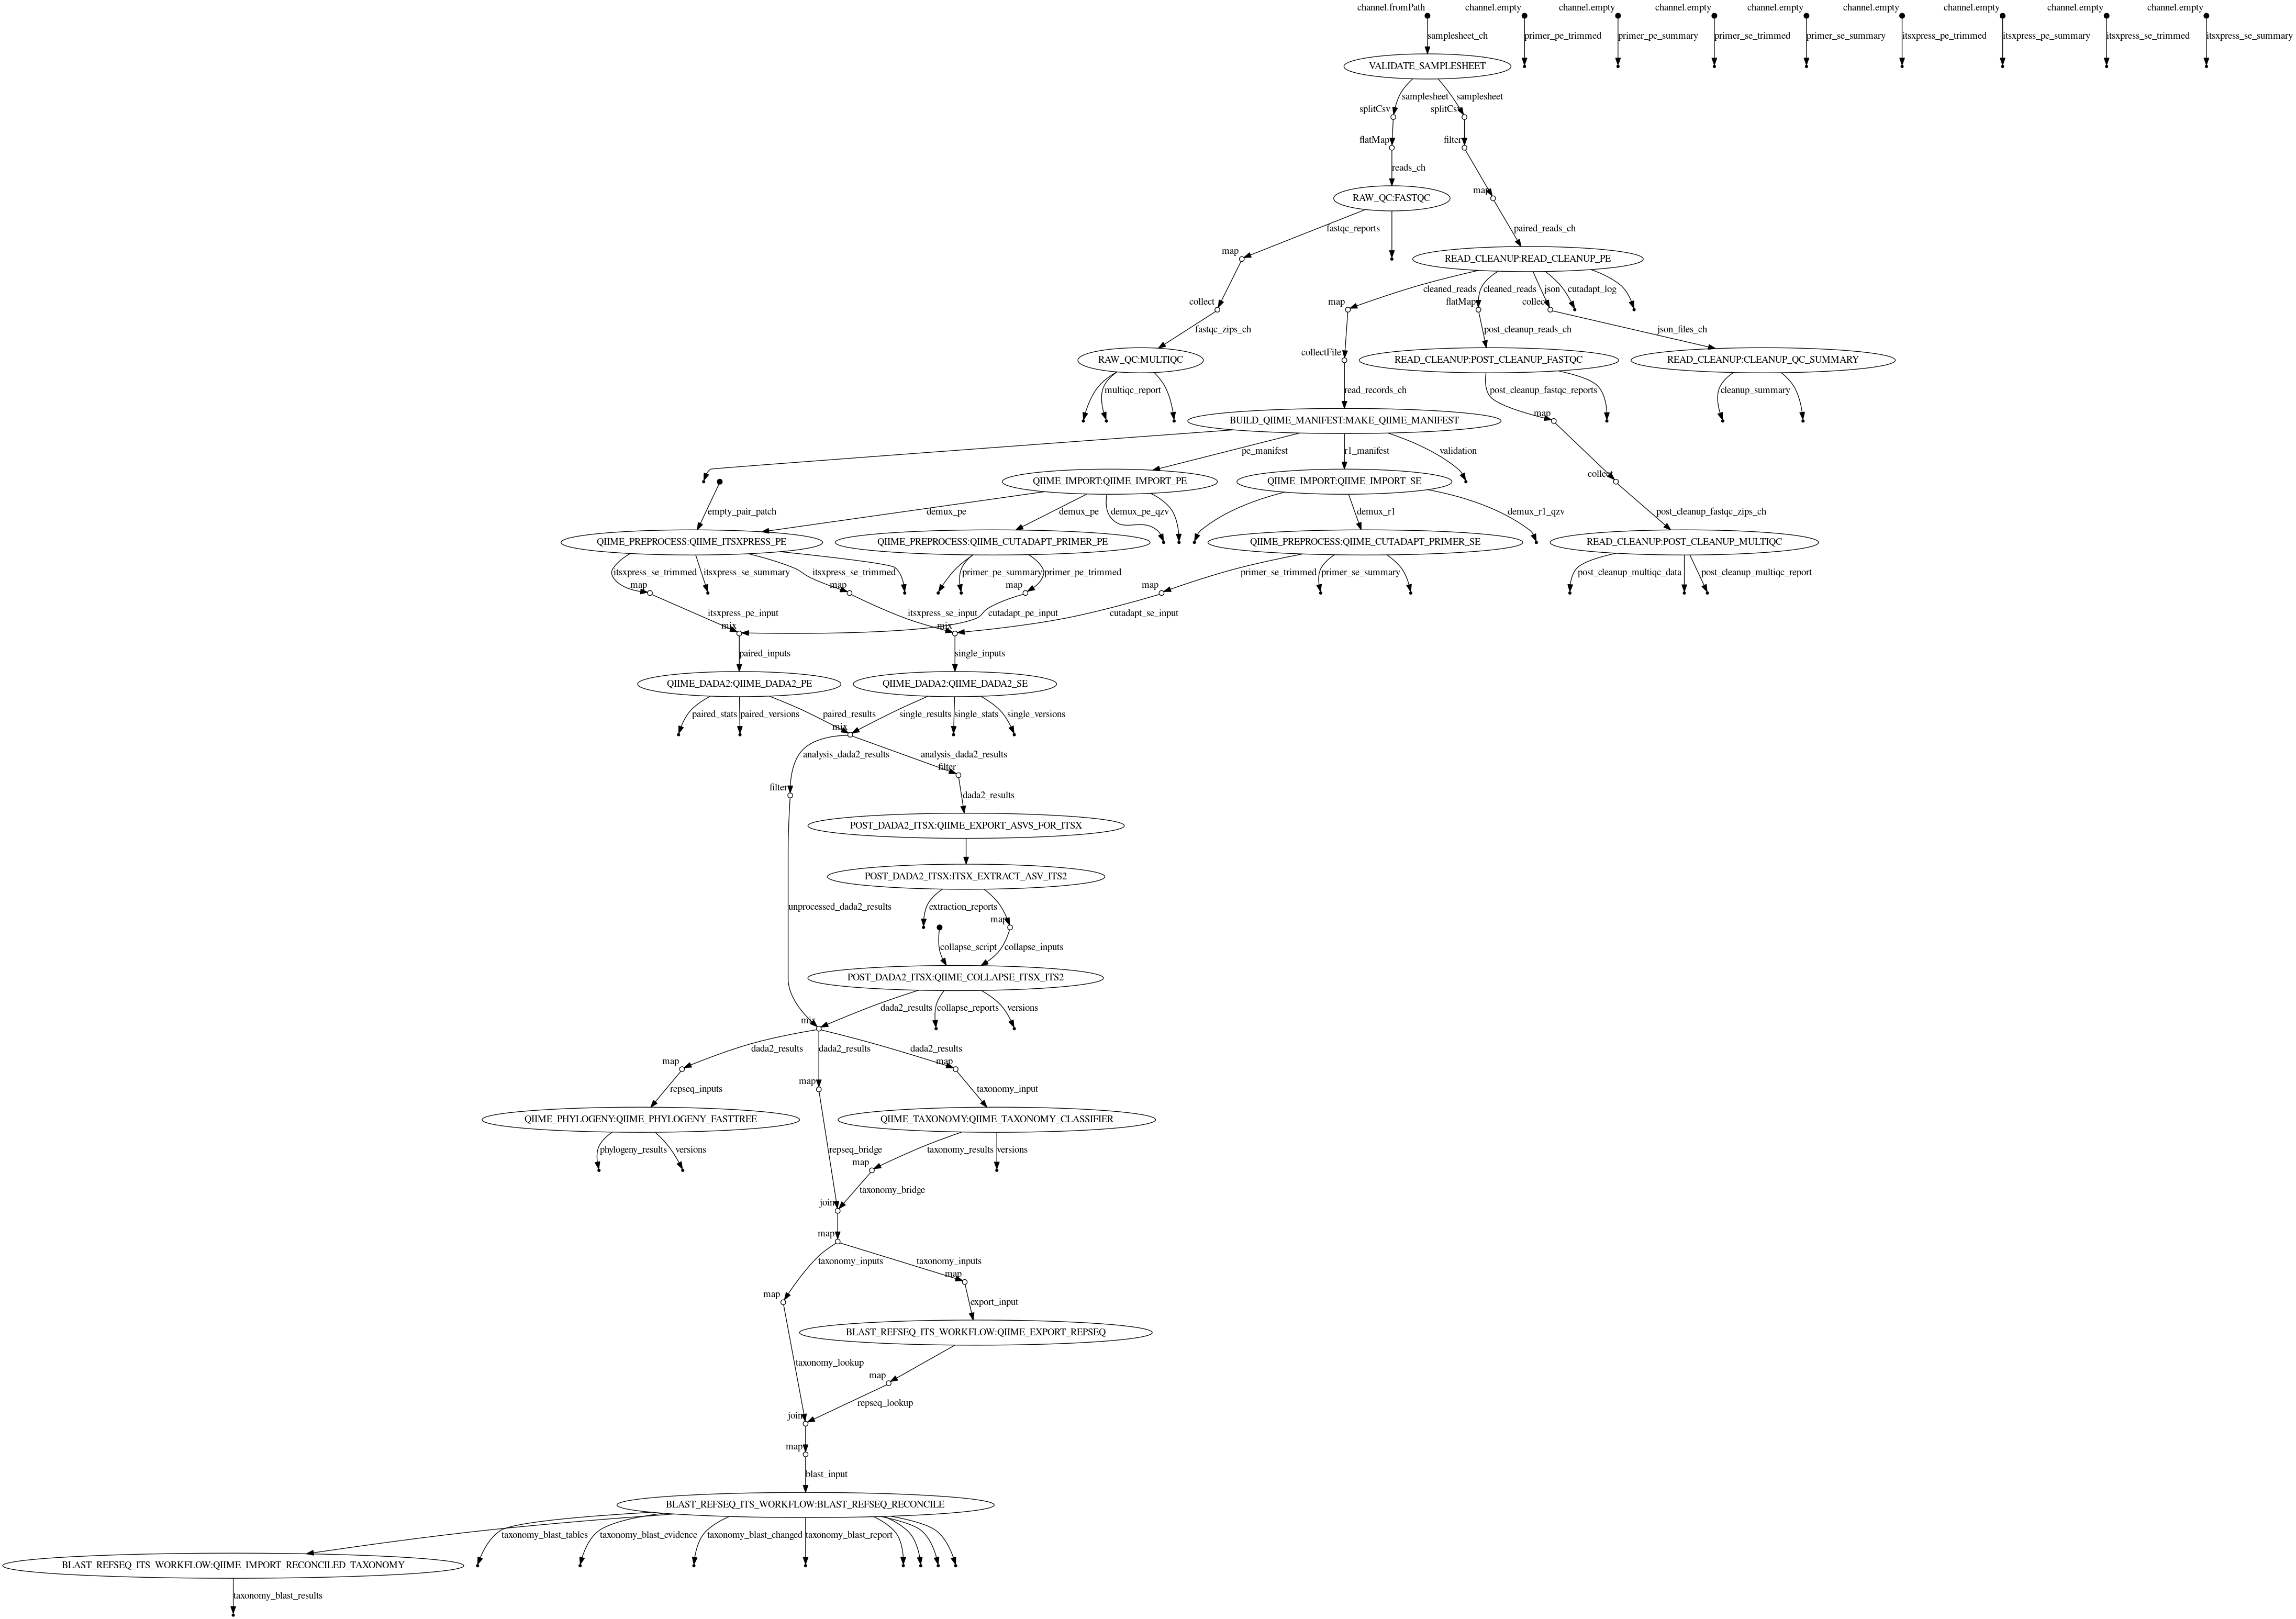 channel.fromPath
channel.empty
channel.empty
channel.empty
channel.empty
channel.empty
channel.empty
channel.empty
channel.empty
samplesheet_ch
primer_pe_trimmed
primer_pe_summary
primer_se_trimmed
primer_se_summary
itsxpress_pe_trimmed
itsxpress_pe_summary
itsxpress_se_trimmed
itsxpress_se_summary
VALIDATE_SAMPLESHEET
samplesheet
samplesheet
splitCsv
splitCsv
flatMap
filter
reads_ch
map
RAW_QC:FASTQC
fastqc_reports
paired_reads_ch
map
READ_CLEANUP:READ_CLEANUP_PE
cleaned_reads
cleaned_reads
json
cutadapt_log
collect
map
flatMap
collect
fastqc_zips_ch
post_cleanup_reads_ch
json_files_ch
collectFile
RAW_QC:MULTIQC
READ_CLEANUP:POST_CLEANUP_FASTQC
READ_CLEANUP:CLEANUP_QC_SUMMARY
multiqc_report
read_records_ch
post_cleanup_fastqc_reports
cleanup_summary
map
BUILD_QIIME_MANIFEST:MAKE_QIIME_MANIFEST
pe_manifest
r1_manifest
validation
collect
QIIME_IMPORT:QIIME_IMPORT_PE
QIIME_IMPORT:QIIME_IMPORT_SE
empty_pair_patch
demux_pe
demux_pe
demux_pe_qzv
demux_r1
demux_r1_qzv
post_cleanup_fastqc_zips_ch
QIIME_PREPROCESS:QIIME_ITSXPRESS_PE
QIIME_PREPROCESS:QIIME_CUTADAPT_PRIMER_PE
QIIME_PREPROCESS:QIIME_CUTADAPT_PRIMER_SE
READ_CLEANUP:POST_CLEANUP_MULTIQC
itsxpress_se_trimmed
itsxpress_se_summary
itsxpress_se_trimmed
primer_pe_summary
primer_pe_trimmed
primer_se_trimmed
primer_se_summary
post_cleanup_multiqc_data
post_cleanup_multiqc_report
map
map
map
map
itsxpress_pe_input
itsxpress_se_input
cutadapt_pe_input
cutadapt_se_input
mix
mix
paired_inputs
single_inputs
QIIME_DADA2:QIIME_DADA2_PE
QIIME_DADA2:QIIME_DADA2_SE
paired_stats
paired_versions
paired_results
single_results
single_stats
single_versions
mix
analysis_dada2_results
analysis_dada2_results
filter
filter
dada2_results
POST_DADA2_ITSX:QIIME_EXPORT_ASVS_FOR_ITSX
POST_DADA2_ITSX:ITSX_EXTRACT_ASV_ITS2
unprocessed_dada2_results
extraction_reports
map
collapse_script
collapse_inputs
POST_DADA2_ITSX:QIIME_COLLAPSE_ITSX_ITS2
dada2_results
collapse_reports
versions
mix
dada2_results
dada2_results
dada2_results
map
map
map
repseq_inputs
taxonomy_input
QIIME_PHYLOGENY:QIIME_PHYLOGENY_FASTTREE
QIIME_TAXONOMY:QIIME_TAXONOMY_CLASSIFIER
phylogeny_results
versions
repseq_bridge
taxonomy_results
versions
map
taxonomy_bridge
join
map
taxonomy_inputs
taxonomy_inputs
map
map
export_input
BLAST_REFSEQ_ITS_WORKFLOW:QIIME_EXPORT_REPSEQ
taxonomy_lookup
map
repseq_lookup
join
map
blast_input
BLAST_REFSEQ_ITS_WORKFLOW:BLAST_REFSEQ_RECONCILE
taxonomy_blast_tables
taxonomy_blast_evidence
taxonomy_blast_changed
taxonomy_blast_report
BLAST_REFSEQ_ITS_WORKFLOW:QIIME_IMPORT_RECONCILED_TAXONOMY
taxonomy_blast_results